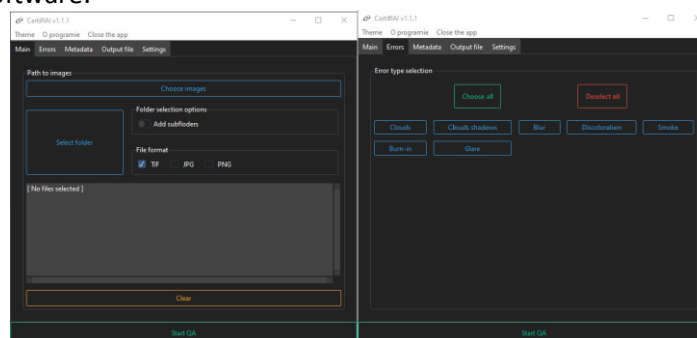 oftware.
CertifAI v1.1.1
Theme O programie Close the app
Main Errors Metadata Output file Settings
Path to images
Choose images
Select folder
Folder selection options
Add subfloders
File format
TIF JPG PNG
[ No files selected ]
Clear
Start QA
CertifAI v1.1.1
Theme O programie Close the app
Main Errors Metadata Output file Settings
Error type selection
Choose all Deselect all
Clouds Clouds shadows Blur Discoloration Smoke
Burn-in Glare
Start QA